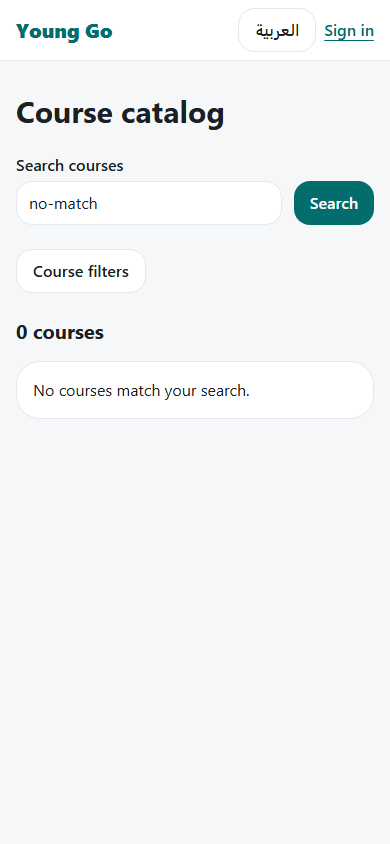 Young Go
العربية
Sign in
Course catalog
Search courses
no-match
Search
Course filters
0 courses
No courses match your search.